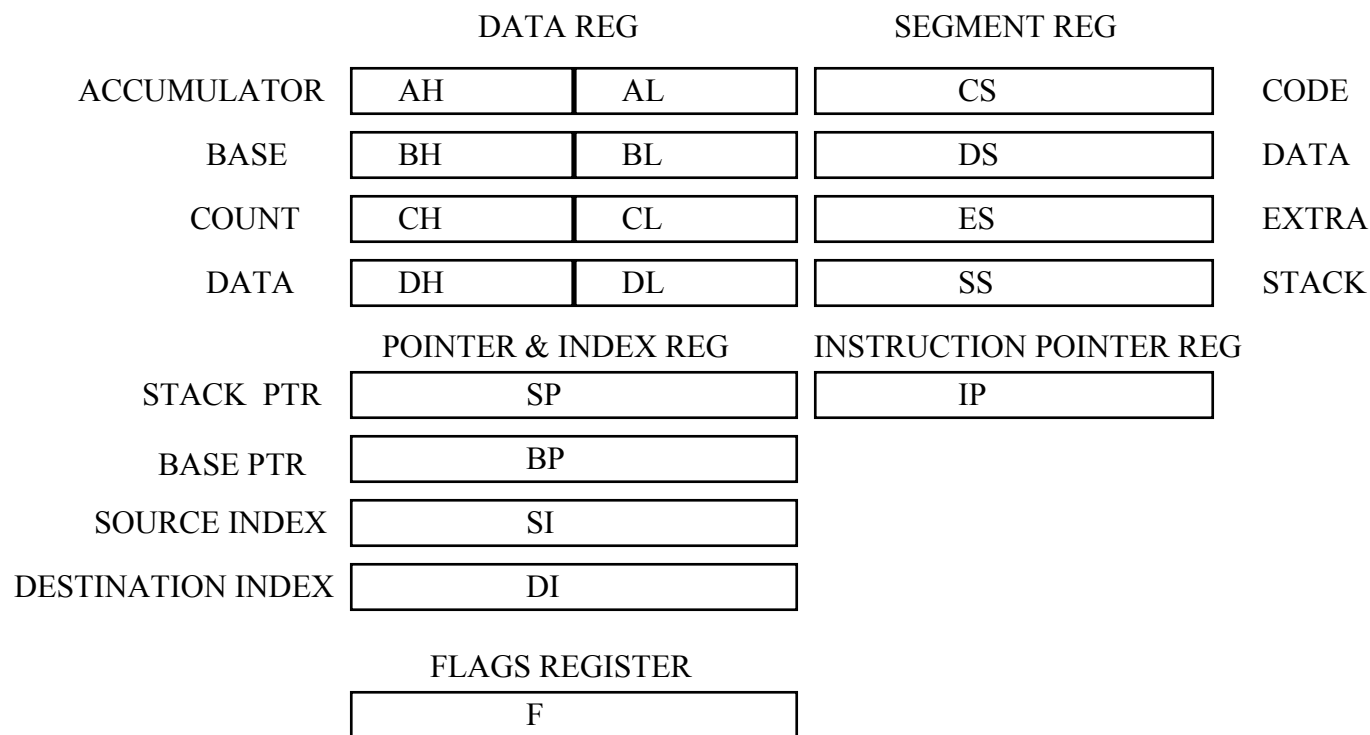 DATA REG SEGMENT REG
ACCUMULATOR AH AL CS CODE
BASE BH BL DS DATA
COUNT CH CL ES EXTRA
DATA DH DL SS STACK
POINTER & INDEX REG INSTRUCTION POINTER REG
STACK PTR SP IP
BASE PTR BP
SOURCE INDEX SI
DESTINATION INDEX DI
FLAGS REGISTER
F